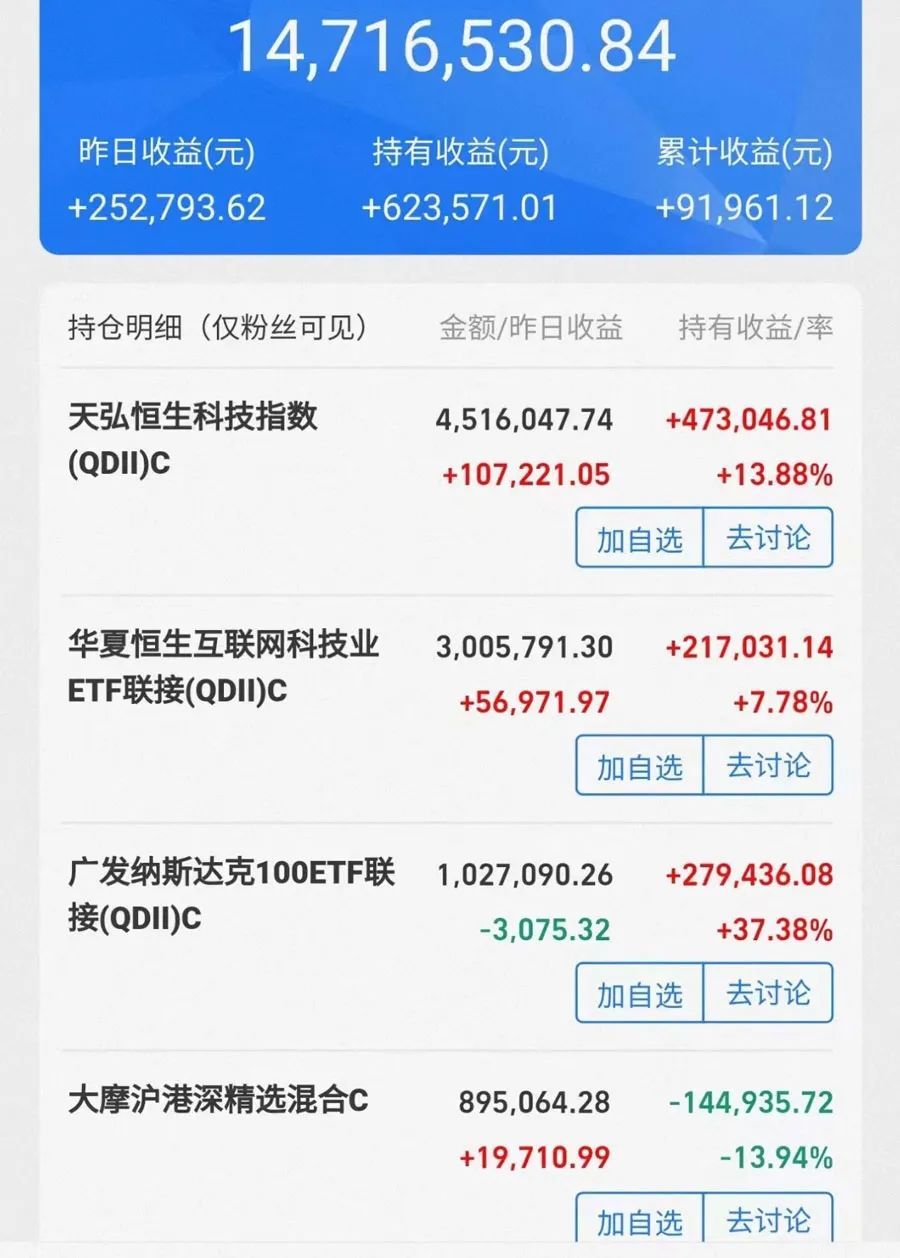 14,716,530.84
昨日收益(元) 持有收益(元) 累计收益(元)
+252,793.62 +623,571.01 +91,961.12
持仓明细（仅粉丝可见） 金额/昨日收益 持有收益/率
天弘恒生科技指数 4,516,047.74 +473,046.81
(QDII)C +107,221.05 +13.88%
加自选 去讨论
华夏恒生互联网科技业 3,005,791.30 +217,031.14
ETF联接(QDII)C +56,971.97 +7.78%
加自选 去讨论
广发纳斯达克100ETF联 1,027,090.26 +279,436.08
接(QDII)C -3,075.32 +37.38%
加自选 去讨论
大摩沪港深精选混合C 895,064.28 -144,935.72
+19,710.99 -13.94%
加自选 去讨论